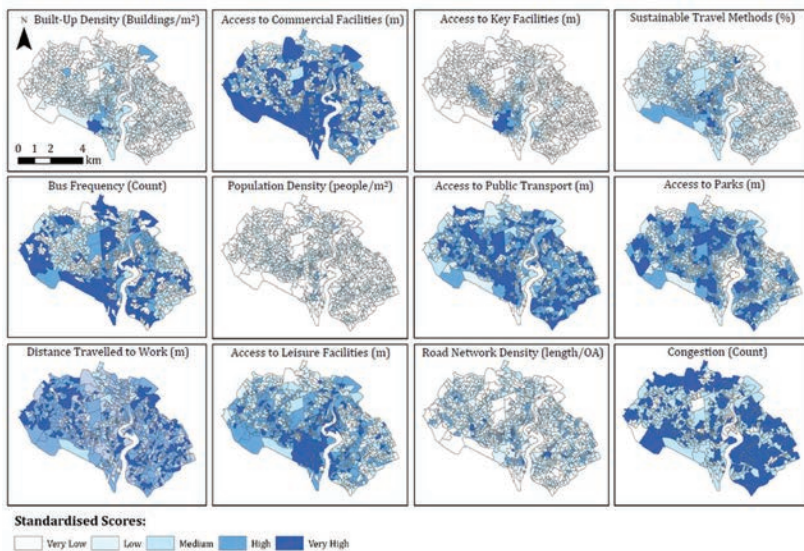 Built-Up Density (Buildings/m²)
Access to Commercial Facilities (m)
Access to Key Facilities (m)
Sustainable Travel Methods (%)
N
0 1 2 4
km
Bus Frequency (Count)
Population Density (people/m²)
Access to Public Transport (m)
Access to Parks (m)
Distance Travelled to Work (m)
Access to Leisure Facilities (m)
Road Network Density (length/OA)
Congestion (Count)
Standardised Scores:
Very Low Low Medium High Very High